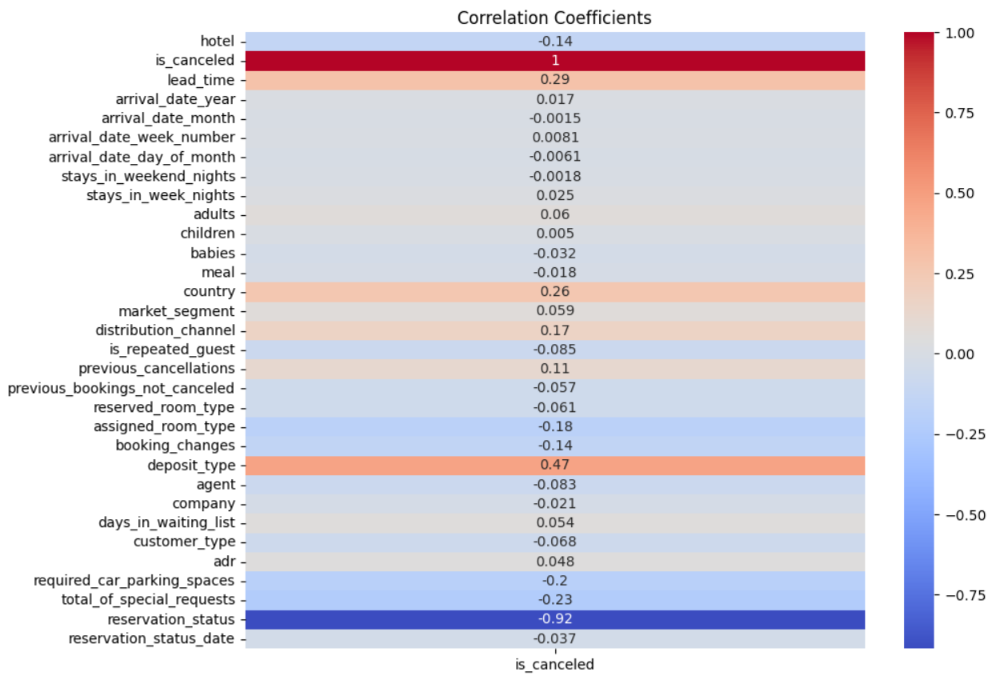 Correlation Coefficients
hotel -0.14
is_canceled 1
lead_time 0.29
arrival_date_year 0.017
arrival_date_month -0.0015
arrival_date_week_number 0.0081
arrival_date_day_of_month -0.0061
stays_in_weekend_nights -0.0018
stays_in_week_nights 0.025
adults 0.06
children 0.005
babies -0.032
meal -0.018
country 0.26
market_segment 0.059
distribution_channel 0.17
is_repeated_guest -0.085
previous_cancellations 0.11
previous_bookings_not_canceled -0.057
reserved_room_type -0.061
assigned_room_type -0.18
booking_changes -0.14
deposit_type 0.47
agent -0.083
company -0.021
days_in_waiting_list 0.054
customer_type -0.068
adr 0.048
required_car_parking_spaces -0.2
total_of_special_requests -0.23
reservation_status -0.92
reservation_status_date -0.037
is_canceled
1.00
0.75
0.50
0.25
0.00
−0.25
−0.50
−0.75